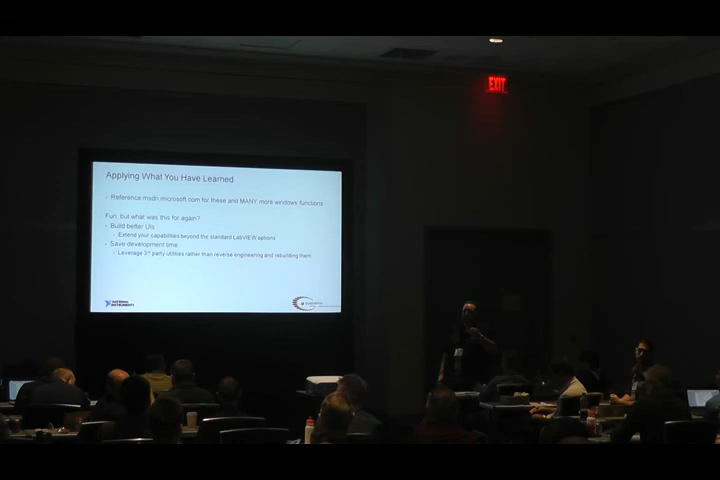 EXIT
Applying What You Have Learned
- Reference msdn.microsoft.com for these and MANY more windows functions
Fun, but what was this for again?
- Build better UIs
- Extend your capabilities beyond the standard LabVIEW options
- Save development time
- Leverage 3rd party utilities rather than reverse engineering and rebuilding them
NATIONAL
INSTRUMENTS